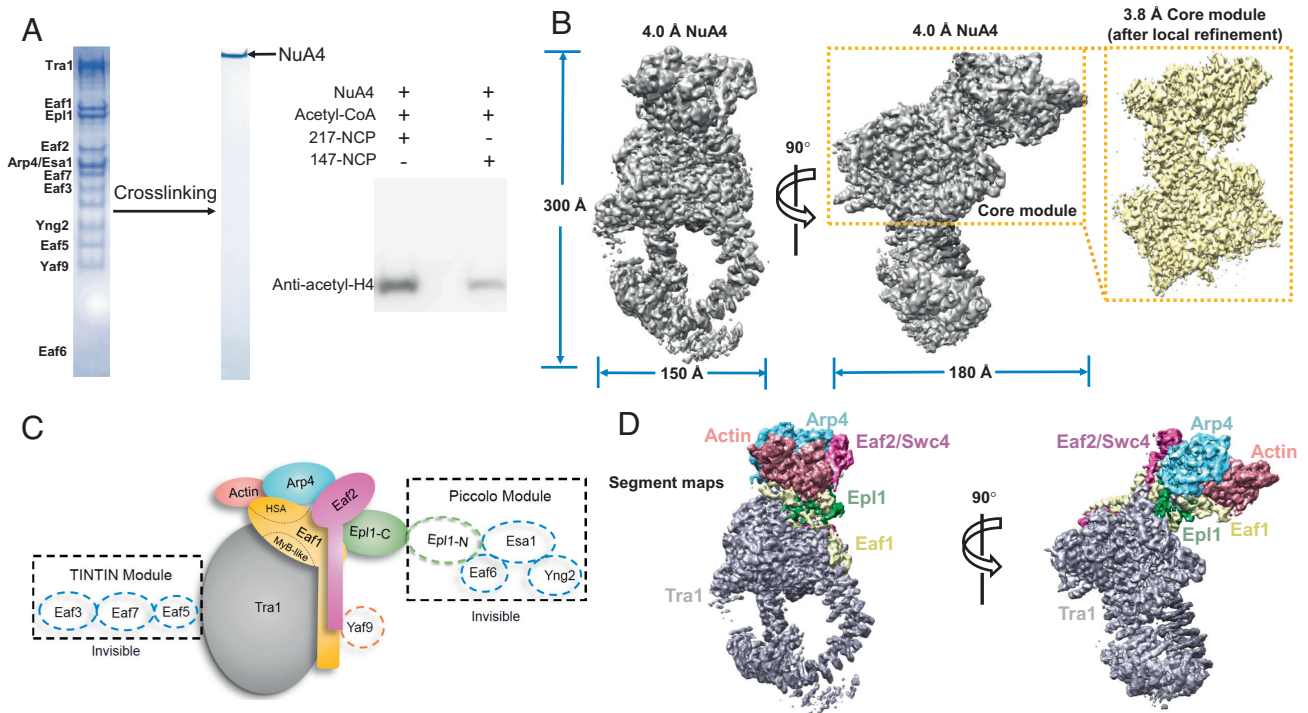 A
Tra1
Eaf1
Epl1
Eaf2
Arp4/Esa1
Eaf7
Eaf3
Yng2
Eaf5
Yaf9
Eaf6
Crosslinking
NuA4
NuA4 + +
Acetyl-CoA + +
217-NCP + -
147-NCP - +
Anti-acetyl-H4
B
4.0 Å NuA4
300 Å
150 Å
90°
4.0 Å NuA4
Core module
180 Å
3.8 Å Core module
(after local refinement)
C
TINTIN Module
Eaf3
Eaf7
Eaf5
Invisible
Actin
Arp4
HSA
Eaf1
MyB-like
Eaf2
Epl1-C
Tra1
Yaf9
Piccolo Module
Epl1-N
Esa1
Eaf6
Yng2
Invisible
D
Segment maps
Actin
Arp4
Eaf2/Swc4
Epl1
Eaf1
Tra1
90°
Eaf2/Swc4
Arp4
Actin
Epl1
Eaf1
Tra1